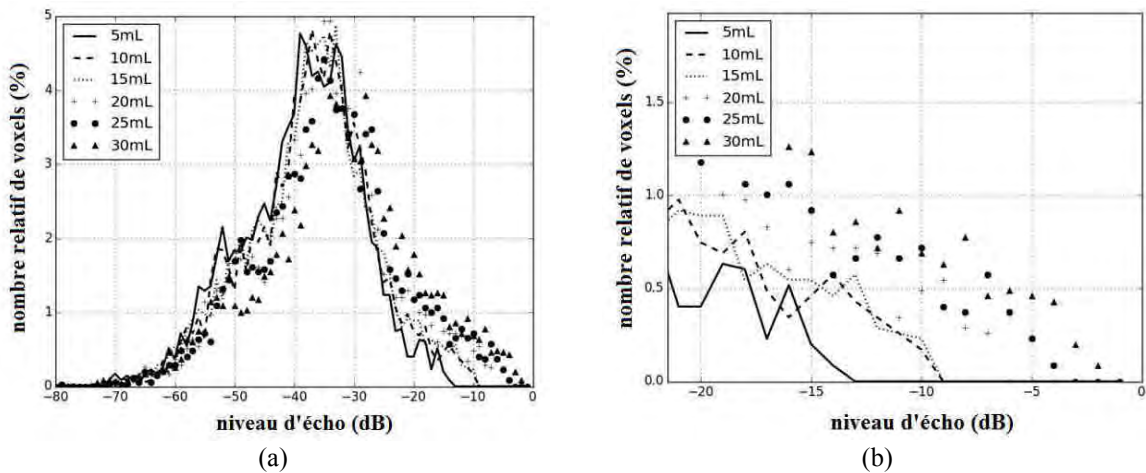 5
4
3
2
1
0
nombre relatif de voxels (%)
5mL
10mL
15mL
20mL
25mL
30mL
−80
−70
−60
−50
−40
−30
−20
−10
0
niveau d'écho (dB)
(a)
1.5
1.0
0.5
0.0
nombre relatif de voxels (%)
5mL
10mL
15mL
20mL
25mL
30mL
−20
−15
−10
−5
0
niveau d'écho (dB)
(b)